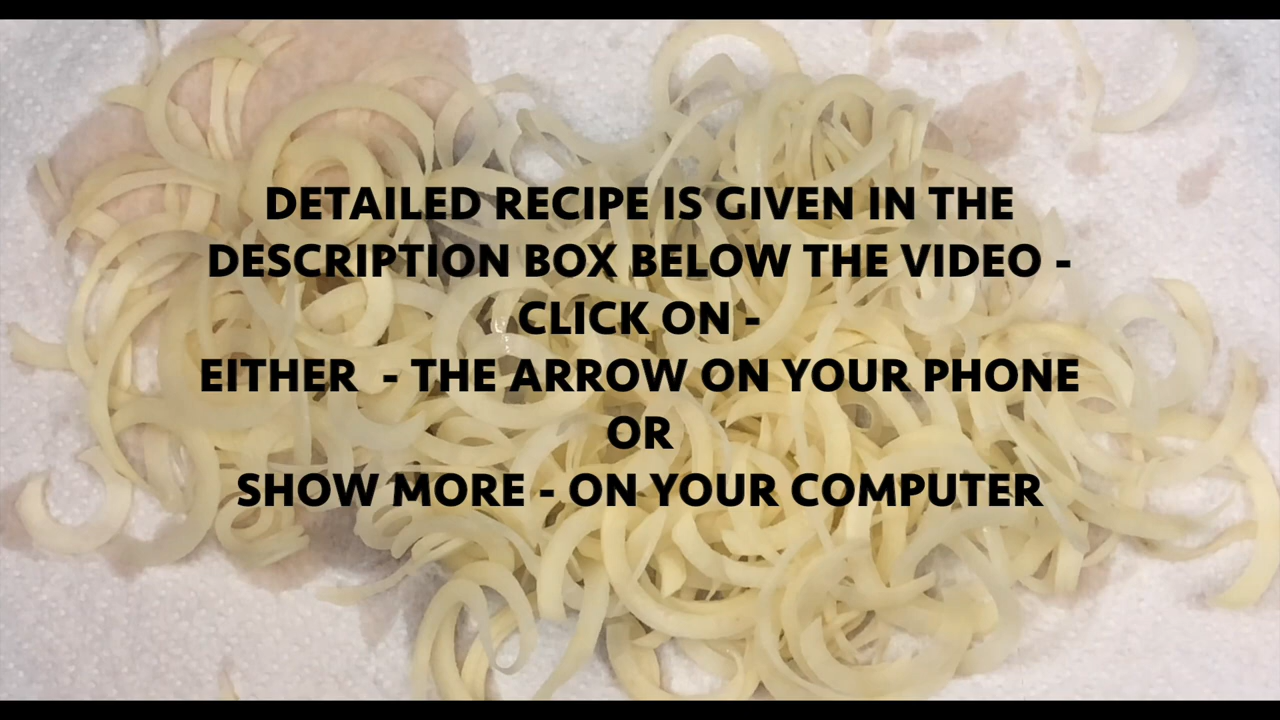 DETAILED RECIPE IS GIVEN IN THE
DESCRIPTION BOX BELOW THE VIDEO -
CLICK ON -
EITHER - THE ARROW ON YOUR PHONE
OR
SHOW MORE - ON YOUR COMPUTER